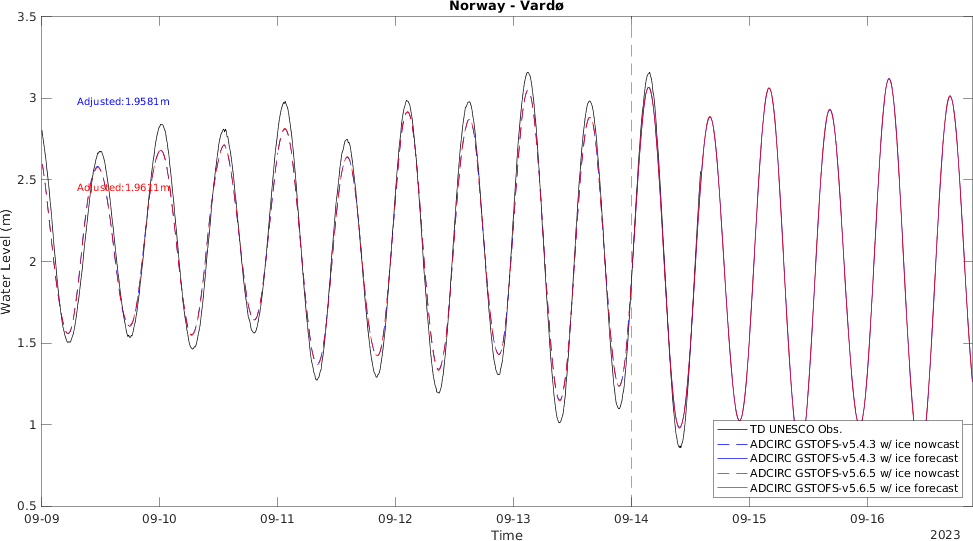 Norway - Vardø
3.5
3
2.5
2
1.5
1
0.5
Water Level (m)
Adjusted:1.9581m
Adjusted:1.9611m
TD UNESCO Obs.
ADCIRC GSTOFS-v5.4.3 w/ ice nowcast
ADCIRC GSTOFS-v5.4.3 w/ ice forecast
ADCIRC GSTOFS-v5.6.5 w/ ice nowcast
ADCIRC GSTOFS-v5.6.5 w/ ice forecast
09-09 09-10 09-11 09-12 09-13 09-14 09-15 09-16
Time
2023